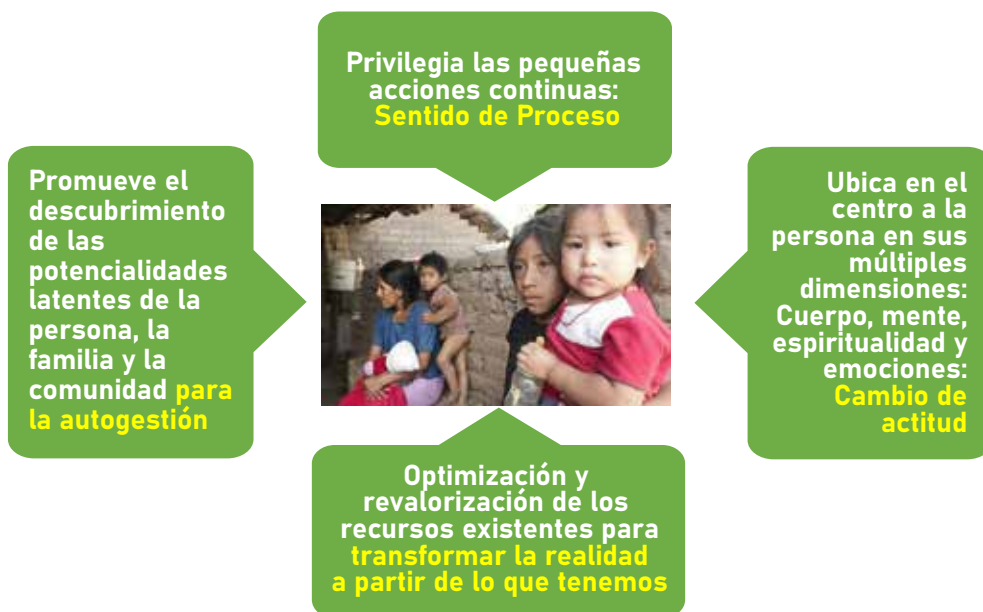 Privilegia las pequeñas
acciones continuas:
Sentido de Proceso
Promueve el
descubrimiento
de las
potencialidades
latentes de la
persona, la
familia y la
comunidad para
la autogestión
Ubica en el
centro a la
persona en sus
múltiples
dimensiones:
Cuerpo, mente,
espiritualidad y
emociones:
Cambio de
actitud
Optimización y
revalorización de los
recursos existentes para
transformar la realidad
a partir de lo que tenemos